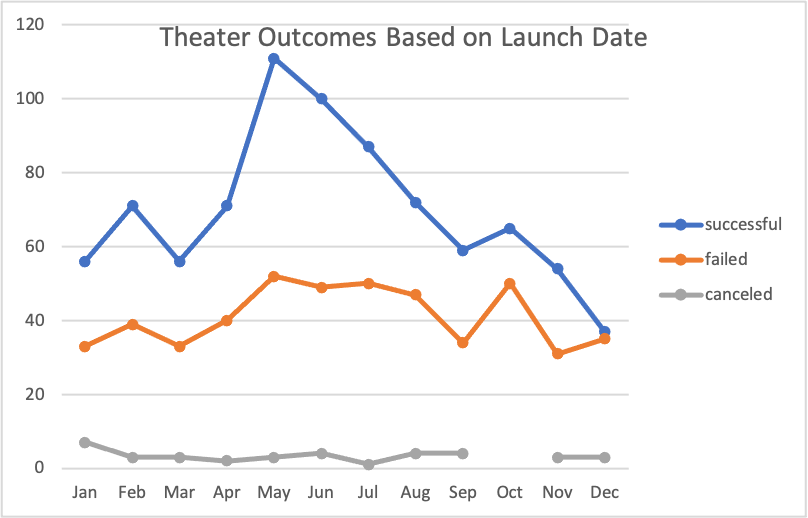 Theater Outcomes Based on Launch Date
120
100
80
60
40
20
0
Jan Feb Mar Apr May Jun Jul Aug Sep Oct Nov Dec
successful
failed
canceled